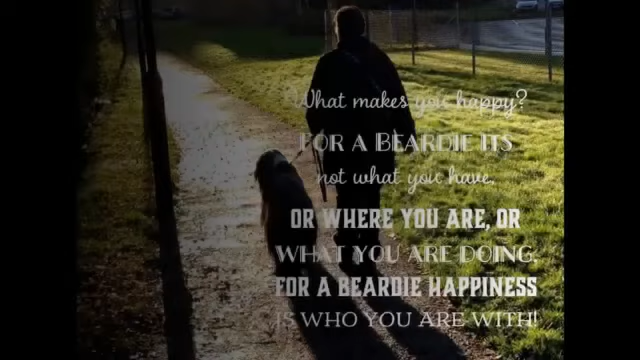 What makes you happy?
FOR A BEARDIE ITS
not what you have,
OR WHERE YOU ARE, OR
WHAT YOU ARE DOING,
FOR A BEARDIE HAPPINESS
IS WHO YOU ARE WITH!